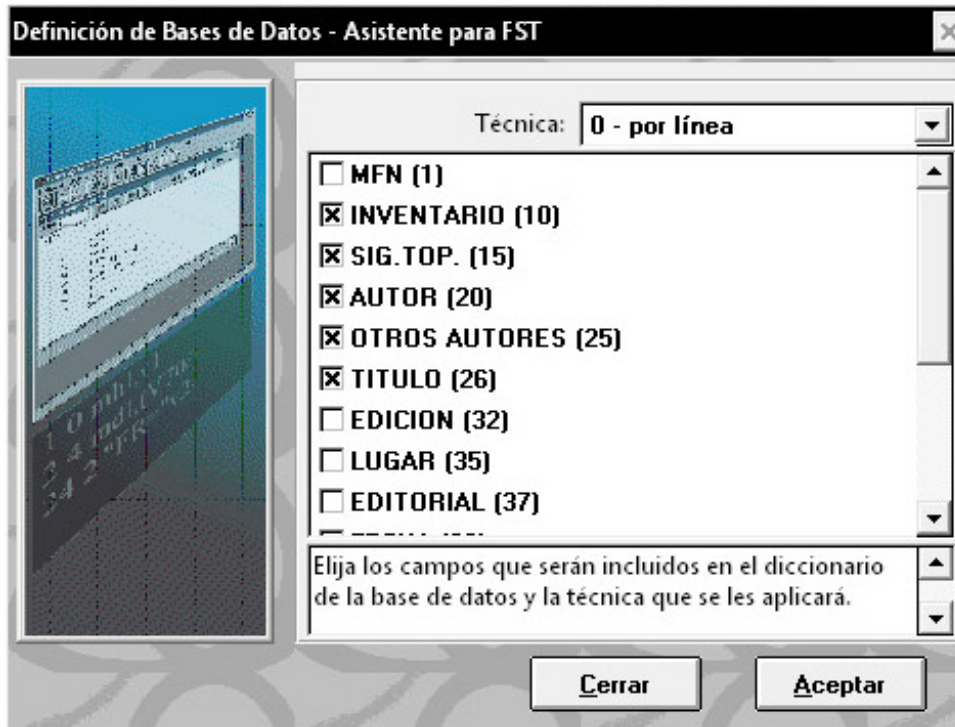 Definición de Bases de Datos - Asistente para FST
Técnica: 0 - por línea
MFN (1)
INVENTARIO (10)
SIG.TOP. (15)
AUTOR (20)
OTROS AUTORES (25)
TITULO (26)
EDICION (32)
LUGAR (35)
EDITORIAL (37)
Elija los campos que serán incluidos en el diccionario
de la base de datos y la técnica que se les aplicará.
Cerrar Aceptar